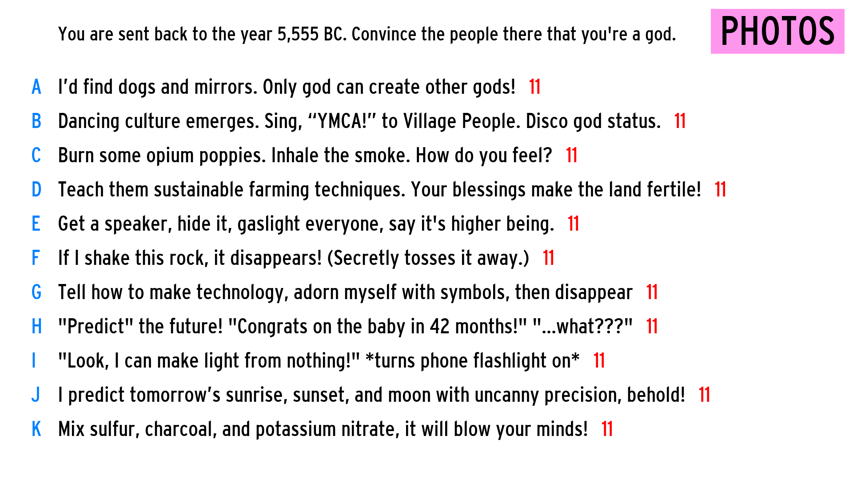 You are sent back to the year 5,555 BC. Convince the people there that you're a god.
PHOTOS
A I’d find dogs and mirrors. Only god can create other gods! 11
B Dancing culture emerges. Sing, “YMCA!” to Village People. Disco god status. 11
C Burn some opium poppies. Inhale the smoke. How do you feel? 11
D Teach them sustainable farming techniques. Your blessings make the land fertile! 11
E Get a speaker, hide it, gaslight everyone, say it's higher being. 11
F If I shake this rock, it disappears! (Secretly tosses it away.) 11
G Tell how to make technology, adorn myself with symbols, then disappear 11
H "Predict" the future! "Congrats on the baby in 42 months!" "...what???" 11
I "Look, I can make light from nothing!" *turns phone flashlight on* 11
J I predict tomorrow’s sunrise, sunset, and moon with uncanny precision, behold! 11
K Mix sulfur, charcoal, and potassium nitrate, it will blow your minds! 11